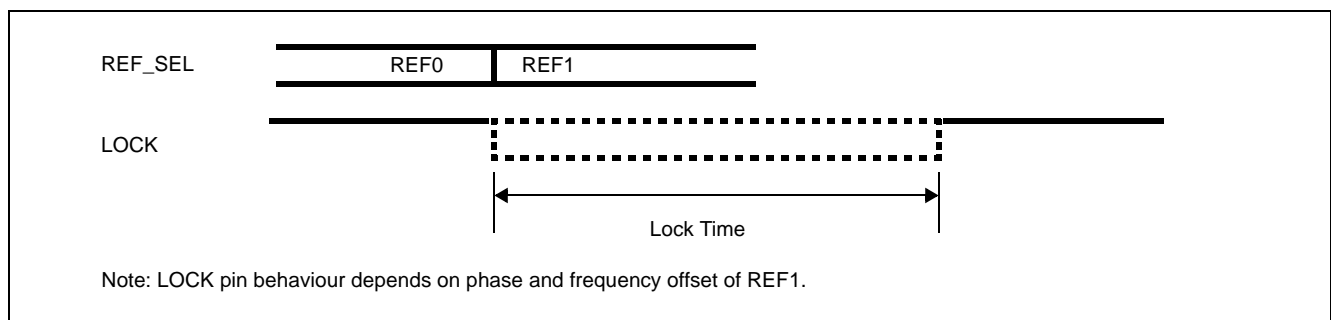 REF_SEL REF0 REF1
LOCK
Lock Time
Note: LOCK pin behaviour depends on phase and frequency offset of REF1.